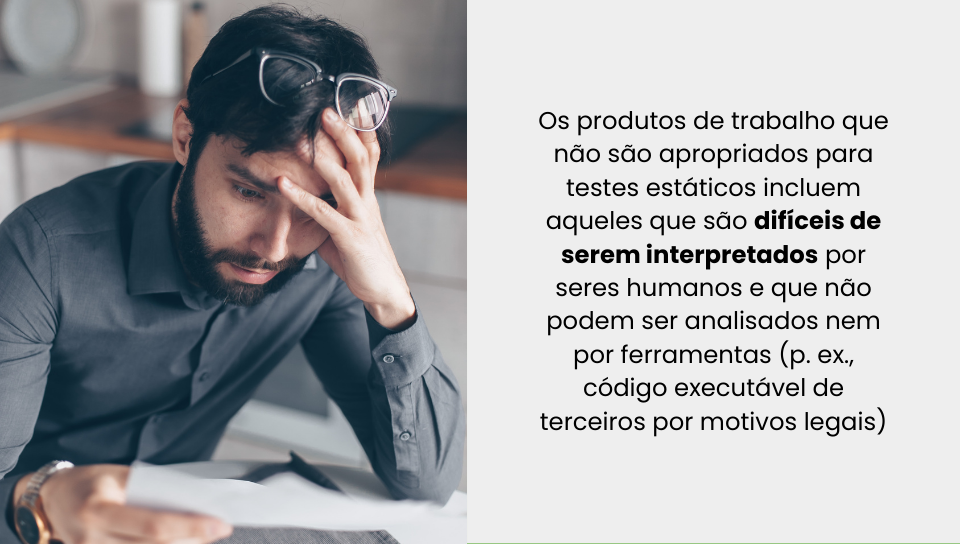 Os produtos de trabalho que
não são apropriados para
testes estáticos incluem
aqueles que são difíceis de
serem interpretados por
seres humanos e que não
podem ser analisados nem
por ferramentas (p. ex.,
código executável de
terceiros por motivos legais)